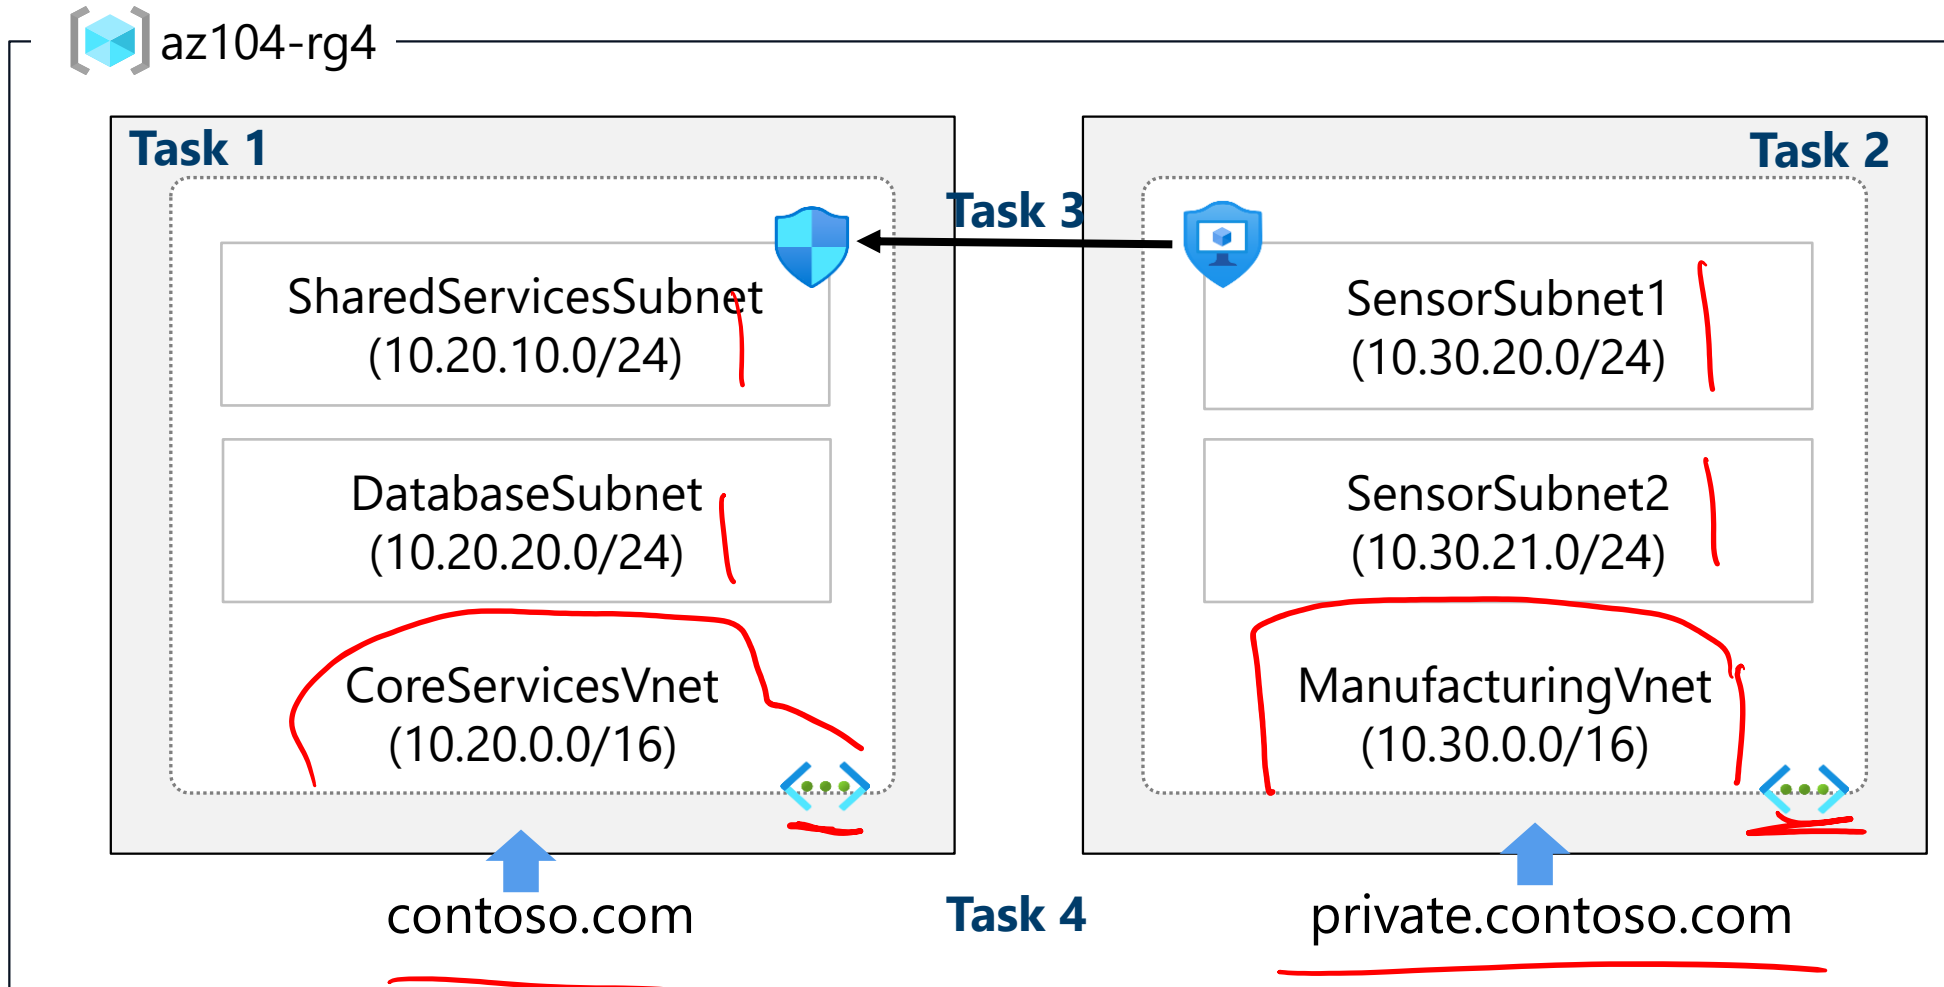 az104-rg4
Task 1
Task 2
Task 3
SharedServicesSubnet
(10.20.10.0/24)
DatabaseSubnet
(10.20.20.0/24)
CoreServicesVnet
(10.20.0.0/16)
SensorSubnet1
(10.30.20.0/24)
SensorSubnet2
(10.30.21.0/24)
ManufacturingVnet
(10.30.0.0/16)
contoso.com
Task 4
private.contoso.com